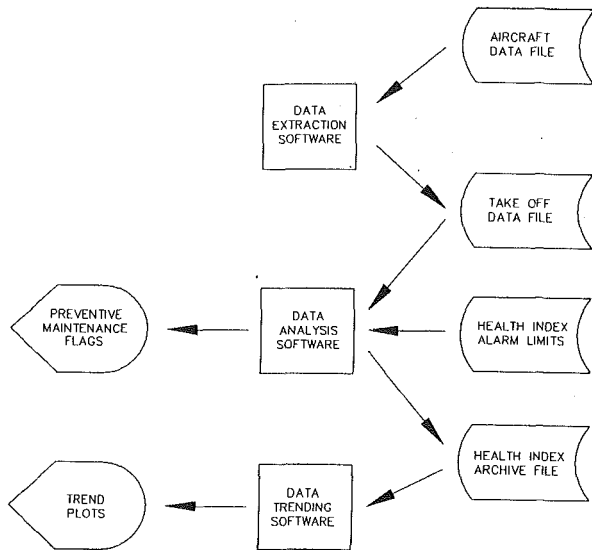 AIRCRAFT
DATA FILE
DATA
EXTRACTION
SOFTWARE
TAKE OFF
DATA FILE
PREVENTIVE
MAINTENANCE
FLAGS
DATA
ANALYSIS
SOFTWARE
HEALTH INDEX
ALARM LIMITS
HEALTH INDEX
ARCHIVE FILE
TREND
PLOTS
DATA
TRENDING
SOFTWARE